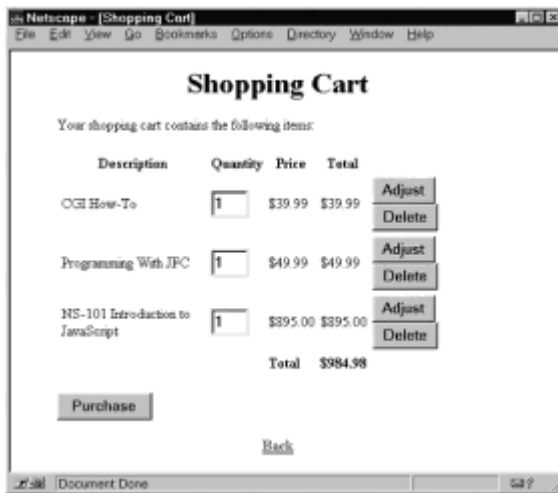 Netscape - [Shopping Cart]
File Edit View Go Bookmarks Options Directory Window Help
Shopping Cart
Your shopping cart contains the following items:
Description Quantity Price Total
CGI How-To 1 $39.99 $39.99 Adjust
Delete
Programming With JFC 1 $49.99 $49.99 Adjust
Delete
NS-101 Introduction to
JavaScript 1 $895.00 $895.00 Adjust
Delete
Total $984.98
Purchase
Back
Document Done